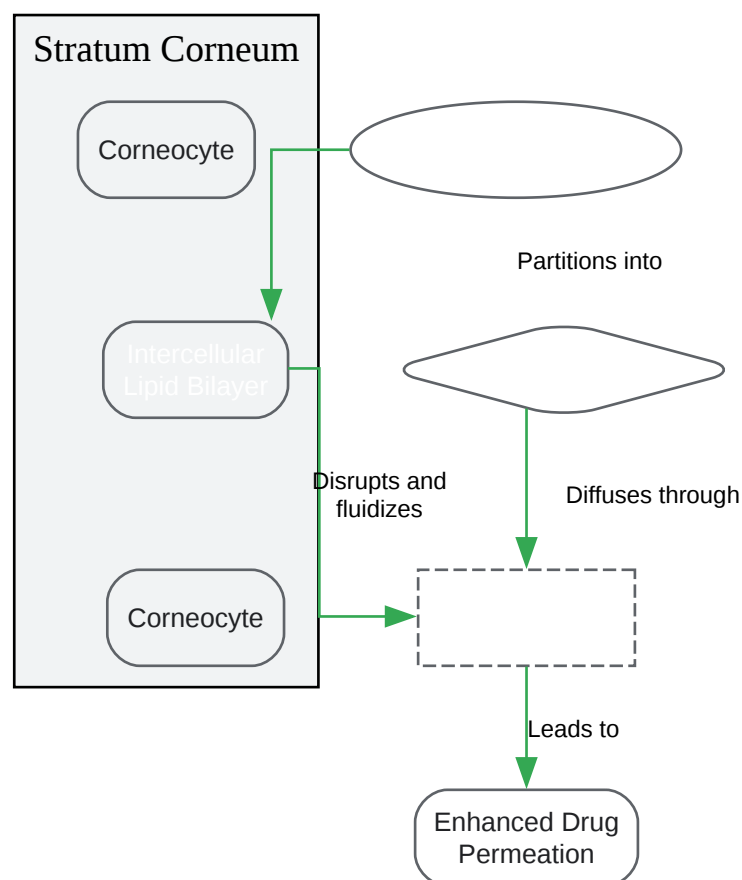 Stratum Corneum
Corneocyte
Partitions into
Intercellular
Lipid Bilayer
Disrupts and
fluidizes
Diffuses through
Corneocyte
Leads to
Enhanced Drug
Permeation